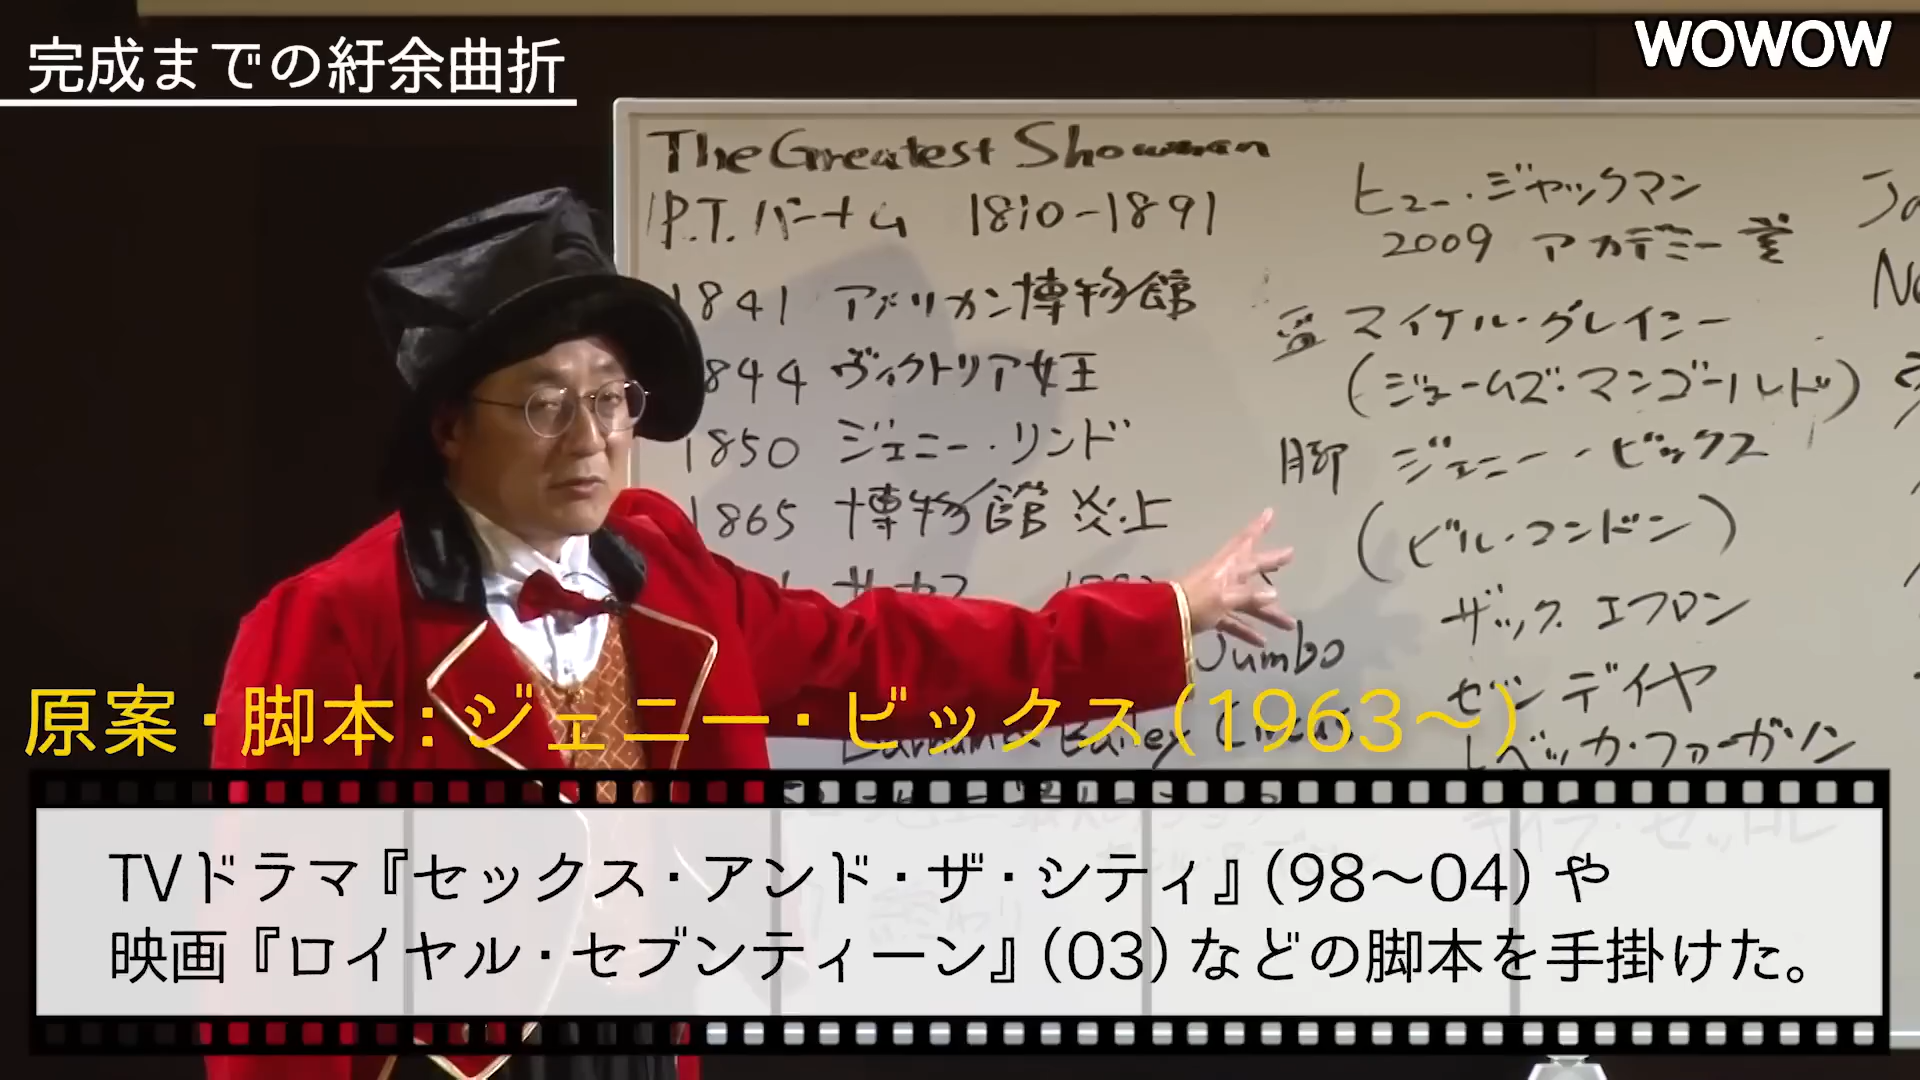 完成までの紆余曲折
WOWOW
The Greatest Showman
P.T. バーナム 1810-1891
1841 アメリカン博物館
1844 ヴィクトリア女王
1850 ジェニー・リンド
1865 博物館 炎上
サーカス
Jumbo
Barnum & Bailey Circus
ヒュー・ジャックマン
2009 アカデミー賞
監 マイケル・グレイシー
(ジェームズ・マンゴールド)
脚 ジェニー・ビックス
(ビル・コンドン)
ザック エフロン
ゼンデイヤ
レベッカ・ファーガソン
原案・脚本:ジェニー・ビックス(1963〜)
TVドラマ『セックス・アンド・ザ・シティ』(98〜04)や
映画『ロイヤル・セブンティーン』(03)などの脚本を手掛けた。